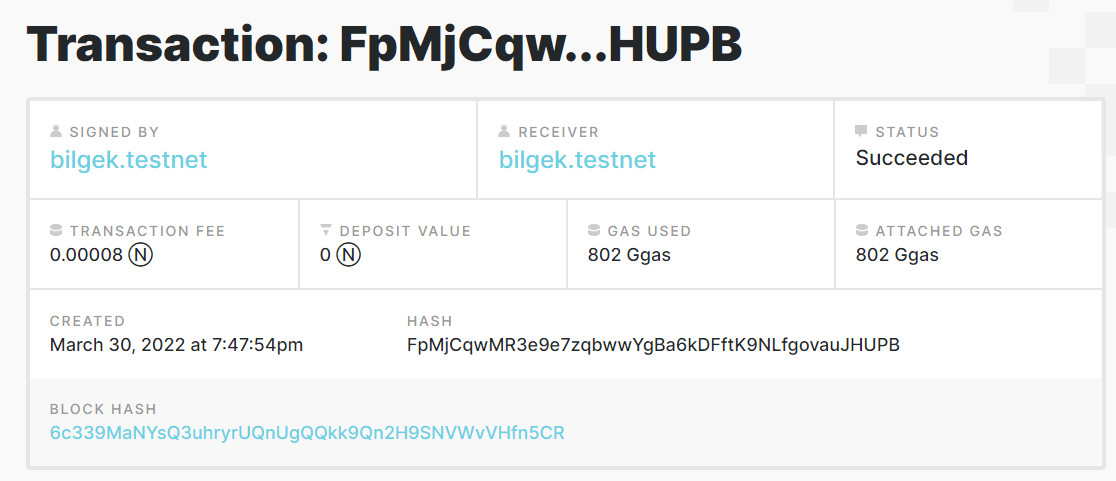 Transaction: FpMjCqw...HUPB
SIGNED BY
bilgek.testnet
RECEIVER
bilgek.testnet
STATUS
Succeeded
TRANSACTION FEE
0.00008 Ⓝ
DEPOSIT VALUE
0 Ⓝ
GAS USED
802 Ggas
ATTACHED GAS
802 Ggas
CREATED
March 30, 2022 at 7:47:54pm
HASH
FpMjCqwMR3e9e7zqbwwYgBa6kDFftK9NLfgovauJHUPB
BLOCK HASH
6c339MaNYsQ3uhryrUQnUgQQkk9Qn2H9SNVWvVHfn5CR